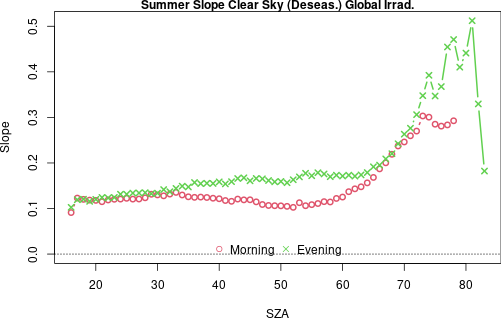 Summer Slope Clear Sky (Deseas.) Global Irrad.
Slope
0.5
0.4
0.3
0.2
0.1
0.0
Morning Evening
20 30 40 50 60 70 80
SZA